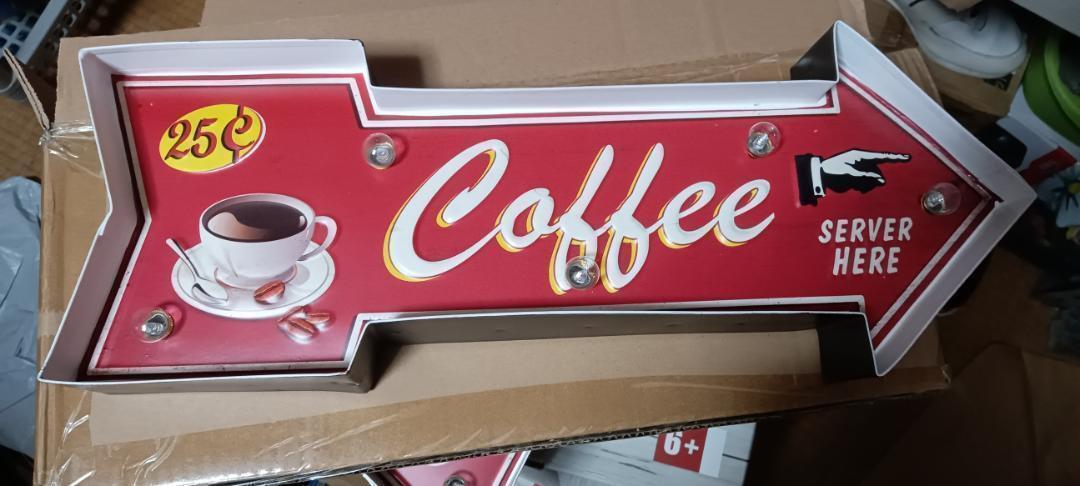 25¢
Coffee
SERVER
HERE
6+